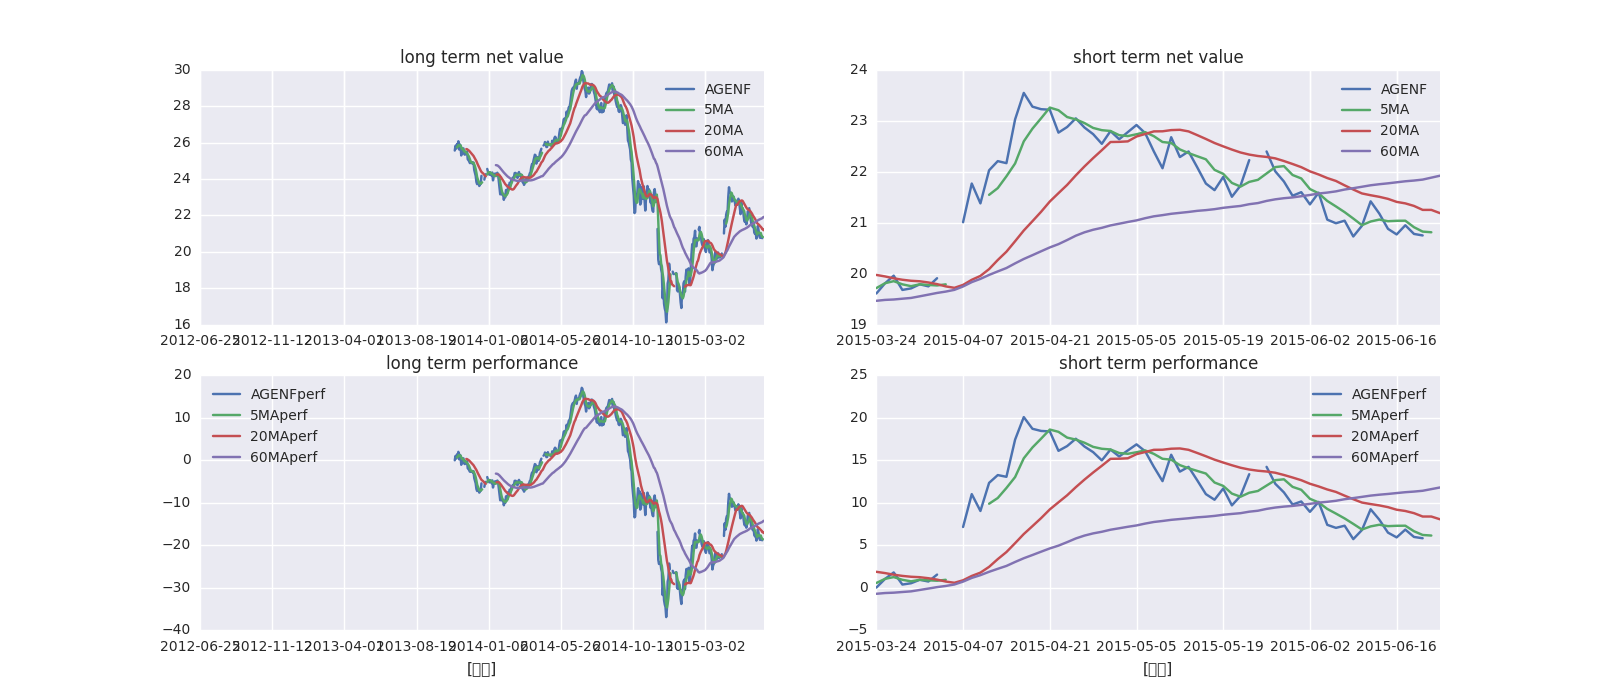 long term net value
30
28
26
24
22
20
18
16
AGENF
5MA
20MA
60MA
2012-06-25 2012-11-12 2013-04-01 2013-08-19 2014-01-06 2014-05-26 2014-10-13 2015-03-02
short term net value
24
23
22
21
20
19
AGENF
5MA
20MA
60MA
2015-03-24 2015-04-07 2015-04-21 2015-05-05 2015-05-19 2015-06-02 2015-06-16
long term performance
20
10
0
−10
−20
−30
−40
AGENFperf
5MAperf
20MAperf
60MAperf
2012-06-25 2012-11-12 2013-04-01 2013-08-19 2014-01-06 2014-05-26 2014-10-13 2015-03-02
[▯▯]
short term performance
25
20
15
10
5
0
−5
AGENFperf
5MAperf
20MAperf
60MAperf
2015-03-24 2015-04-07 2015-04-21 2015-05-05 2015-05-19 2015-06-02 2015-06-16
[▯▯]